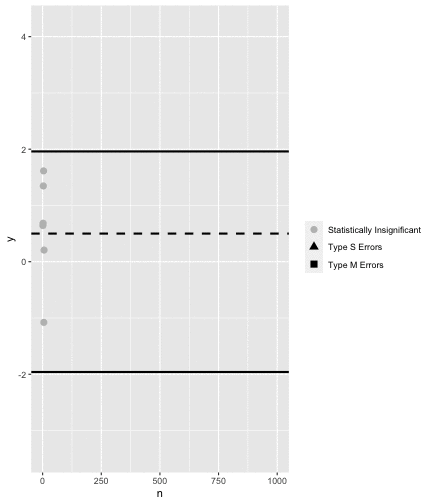 4
2
0
-2
y
0
250
500
750
1000
n
Statistically Insignificant
Type S Errors
Type M Errors